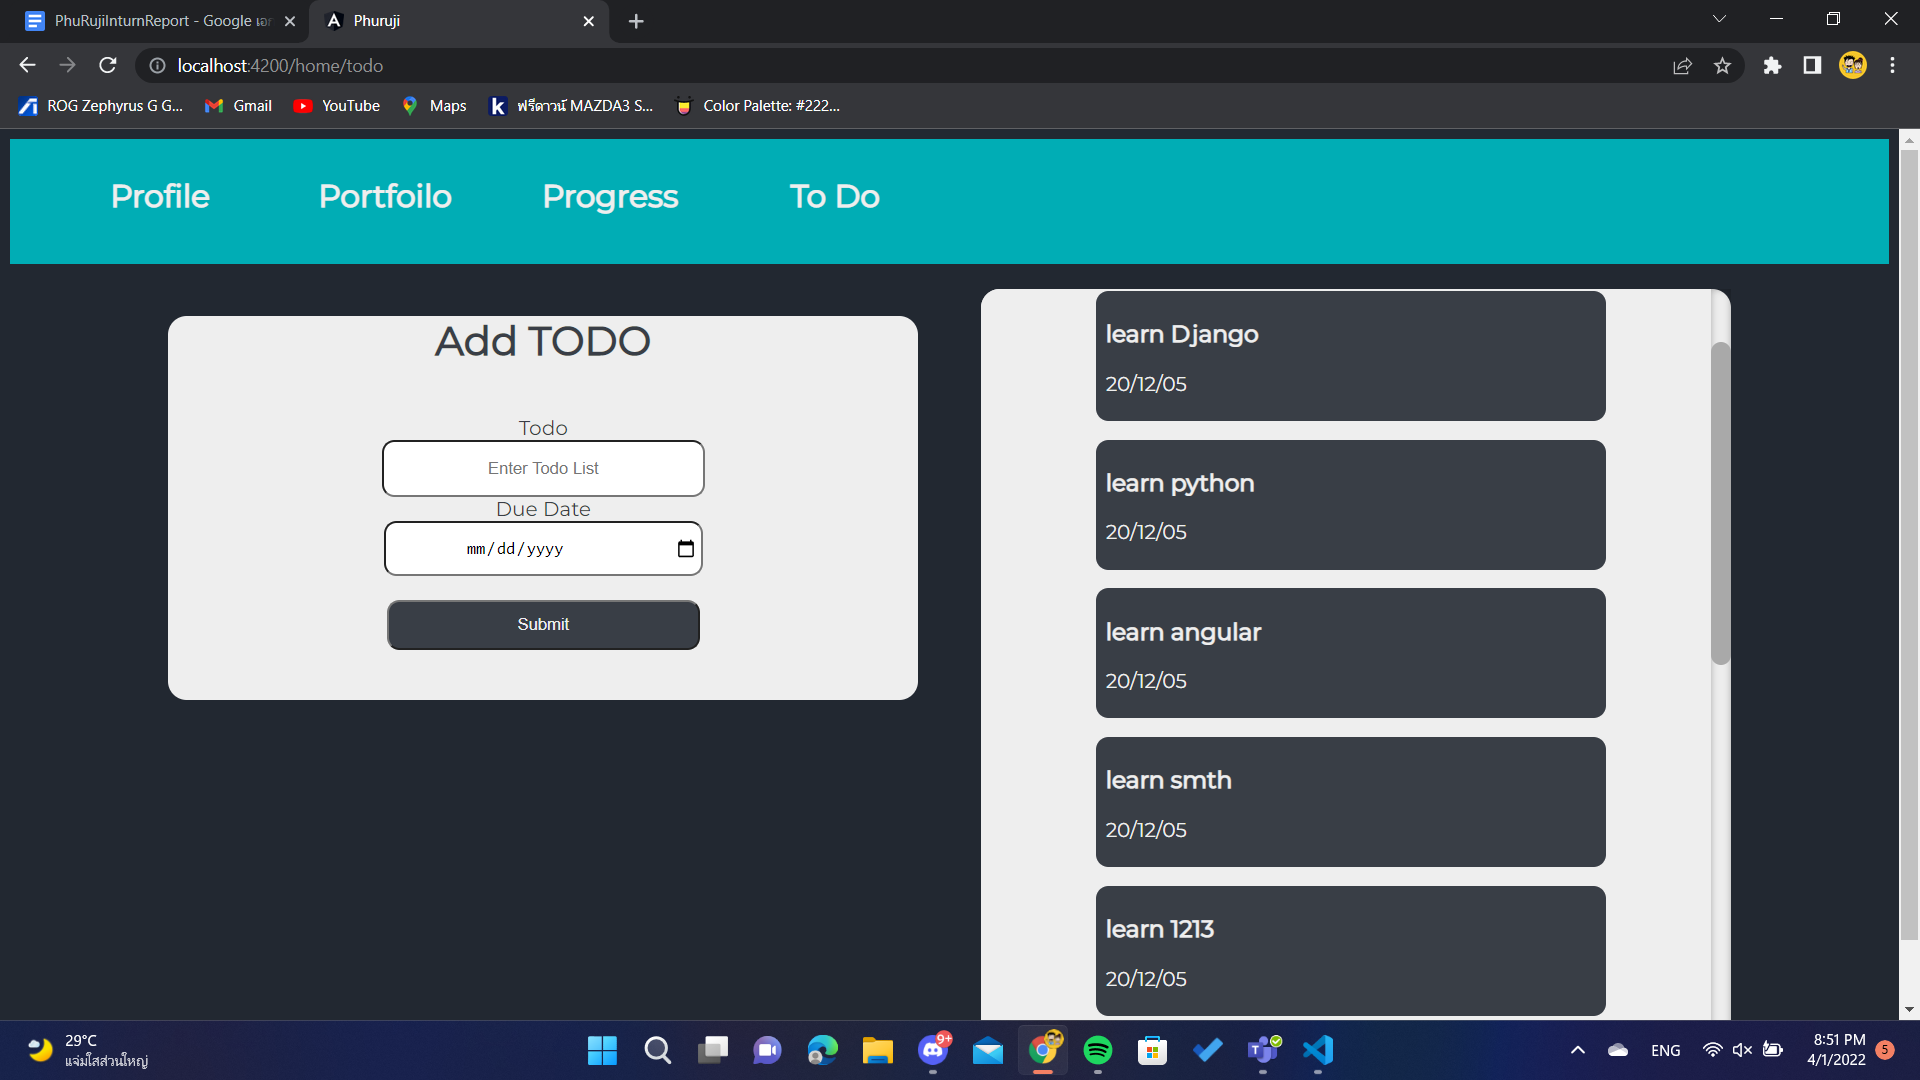 PhuRujiInturnReport - Google เอก
Phuruji
localhost:4200/home/todo
ROG Zephyrus G G...
Gmail
YouTube
Maps
ฟรีดาวน์ MAZDA3 S...
Color Palette: #222...
Profile
Portfoilo
Progress
To Do
Add TODO
Todo
Enter Todo List
Due Date
mm/dd/yyyy
Submit
learn Django
20/12/05
learn python
20/12/05
learn angular
20/12/05
learn smth
20/12/05
learn 1213
20/12/05
29°C
แจ่มใสส่วนใหญ่
9+
ENG
8:51 PM
4/1/2022
5